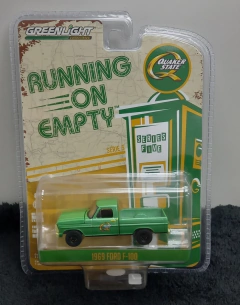 GREENLIGHT
QUAKER
STATE
Q
RUNNING
ON
EMPTY
SERIES
FIVE
1969 FORD F-100